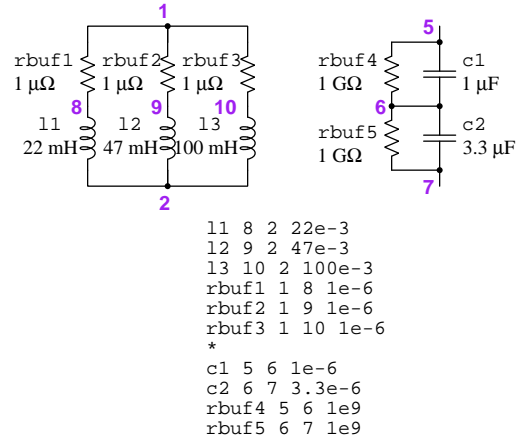 1
5
rbuf1 rbuf2 rbuf3
1 μΩ 1 μΩ 1 μΩ
rbuf4 c1
1 GΩ 1 μF
8 9 10
6
l1 l2 l3
22 mH 47 mH 100 mH
rbuf5 c2
1 GΩ 3.3 μF
2
7
l1 8 2 22e-3
l2 9 2 47e-3
l3 10 2 100e-3
rbuf1 1 8 1e-6
rbuf2 1 9 1e-6
rbuf3 1 10 1e-6
*
c1 5 6 1e-6
c2 6 7 3.3e-6
rbuf4 5 6 1e9
rbuf5 6 7 1e9